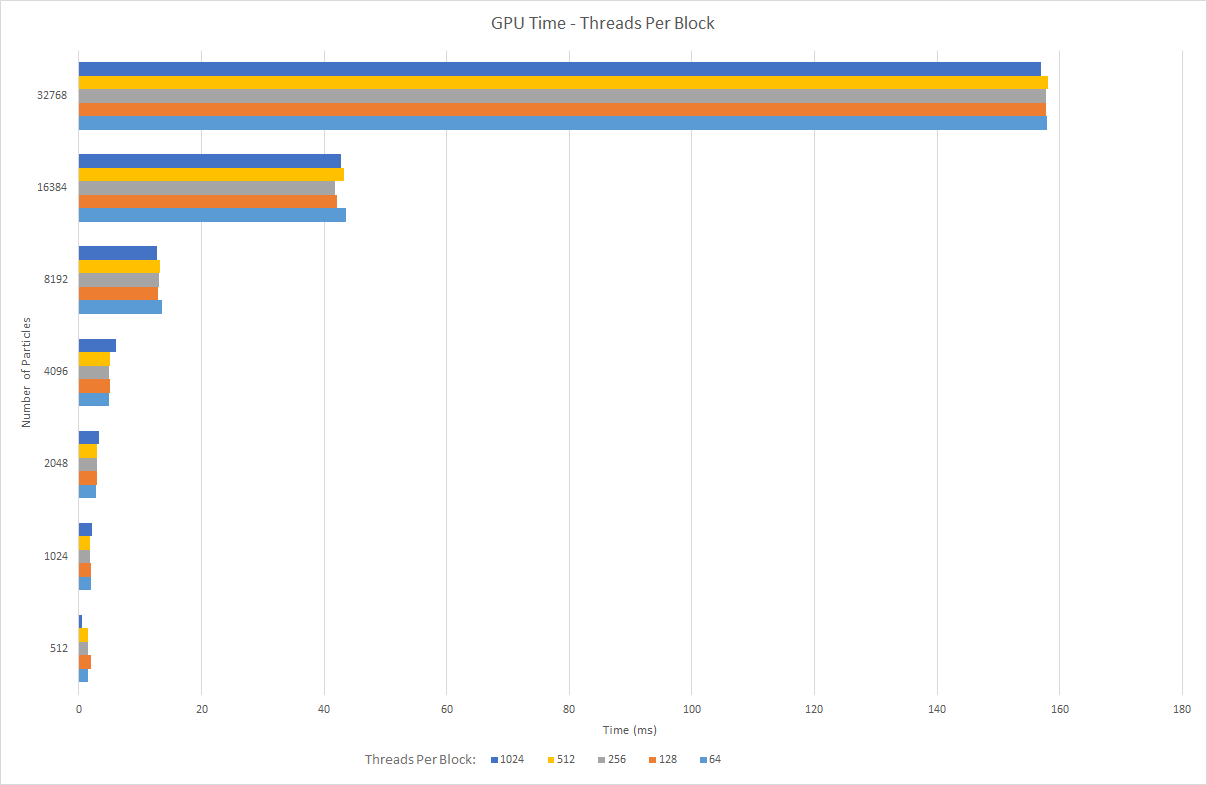 GPU Time - Threads Per Block
Number of Particles
32768
16384
8192
4096
2048
1024
512
0 20 40 60 80 100 120 140 160 180
Time (ms)
Threads Per Block: 1024 512 256 128 64